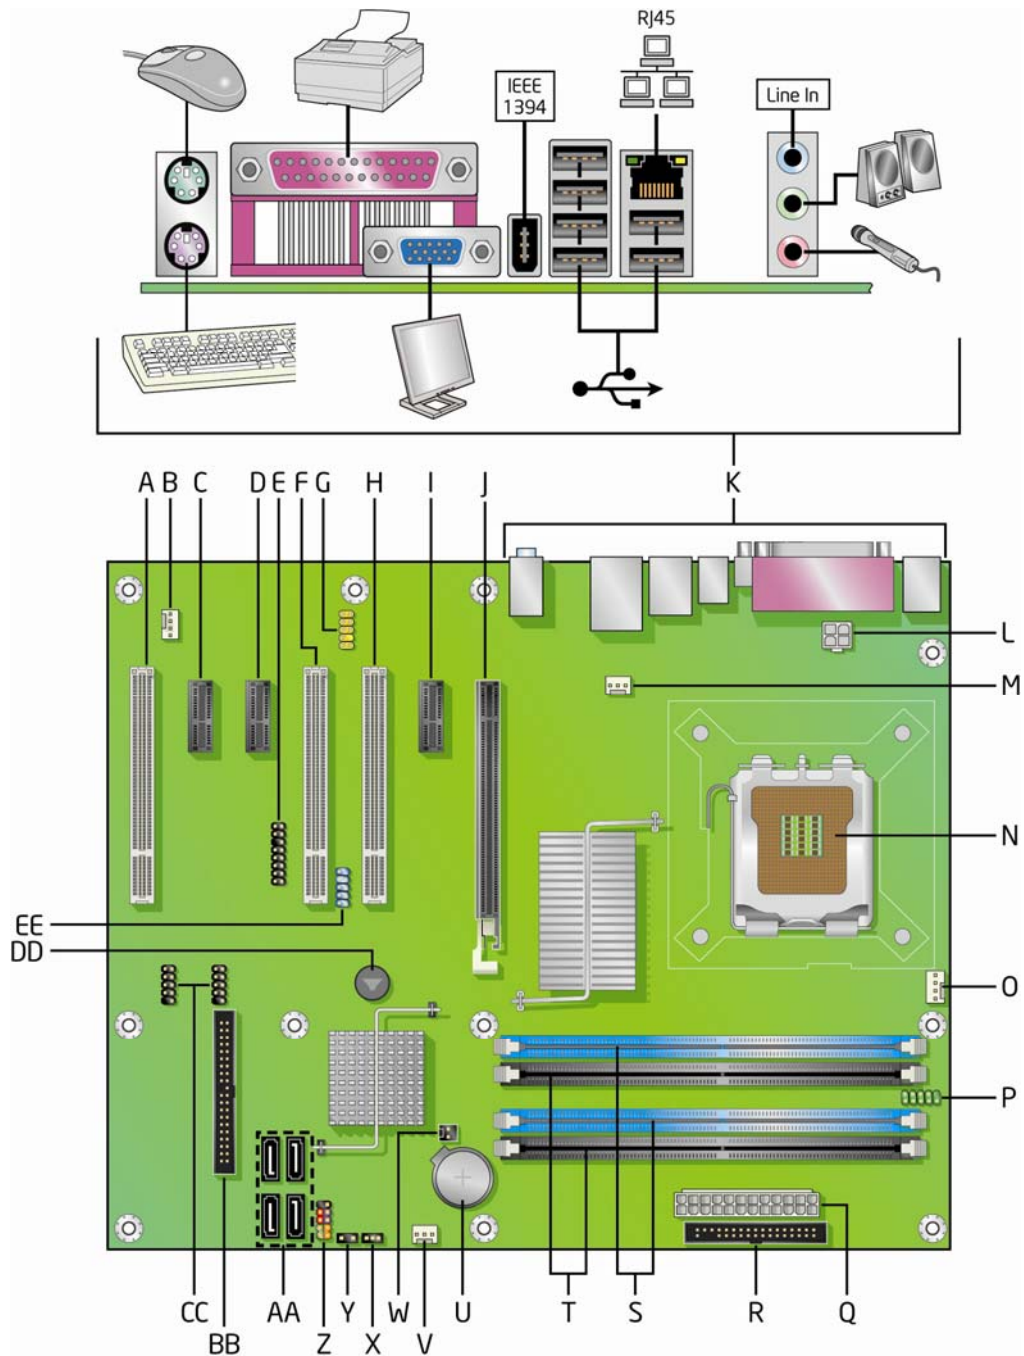 RJ45
IEEE
1394
Line In
A B C D E F G H I J K
L
M
N
EE
DD
O
CC
P
W
AA
Z Y X V U T S R Q
BB